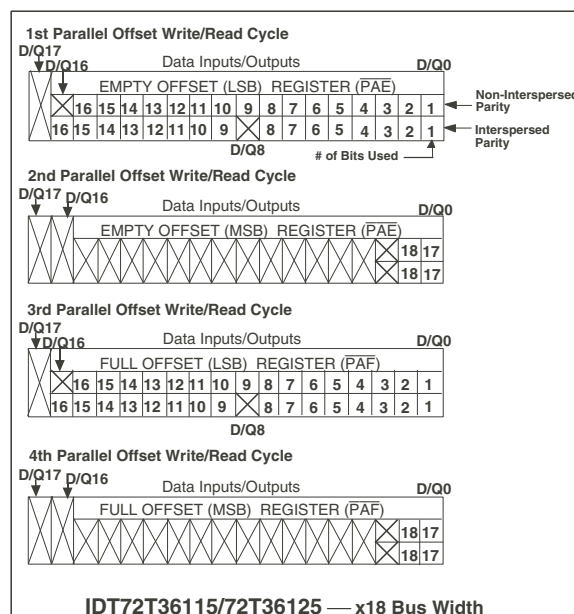 1st Parallel Offset Write/Read Cycle
D/Q17
D/Q16
Data Inputs/Outputs
D/Q0
EMPTY OFFSET (LSB) REGISTER (PAE)
16 15 14 13 12 11 10 9 8 7 6 5 4 3 2 1
Non-Interspersed Parity
16 15 14 13 12 11 10 9 8 7 6 5 4 3 2 1
Interspersed Parity
D/Q8
# of Bits Used
2nd Parallel Offset Write/Read Cycle
D/Q17
D/Q16
Data Inputs/Outputs
D/Q0
EMPTY OFFSET (MSB) REGISTER (PAE)
18 17
18 17
3rd Parallel Offset Write/Read Cycle
D/Q17
D/Q16
Data Inputs/Outputs
D/Q0
FULL OFFSET (LSB) REGISTER (PAF)
16 15 14 13 12 11 10 9 8 7 6 5 4 3 2 1
16 15 14 13 12 11 10 9 8 7 6 5 4 3 2 1
D/Q8
4th Parallel Offset Write/Read Cycle
D/Q17
D/Q16
Data Inputs/Outputs
D/Q0
FULL OFFSET (MSB) REGISTER (PAF)
18 17
18 17
IDT72T36115/72T36125 — x18 Bus Width